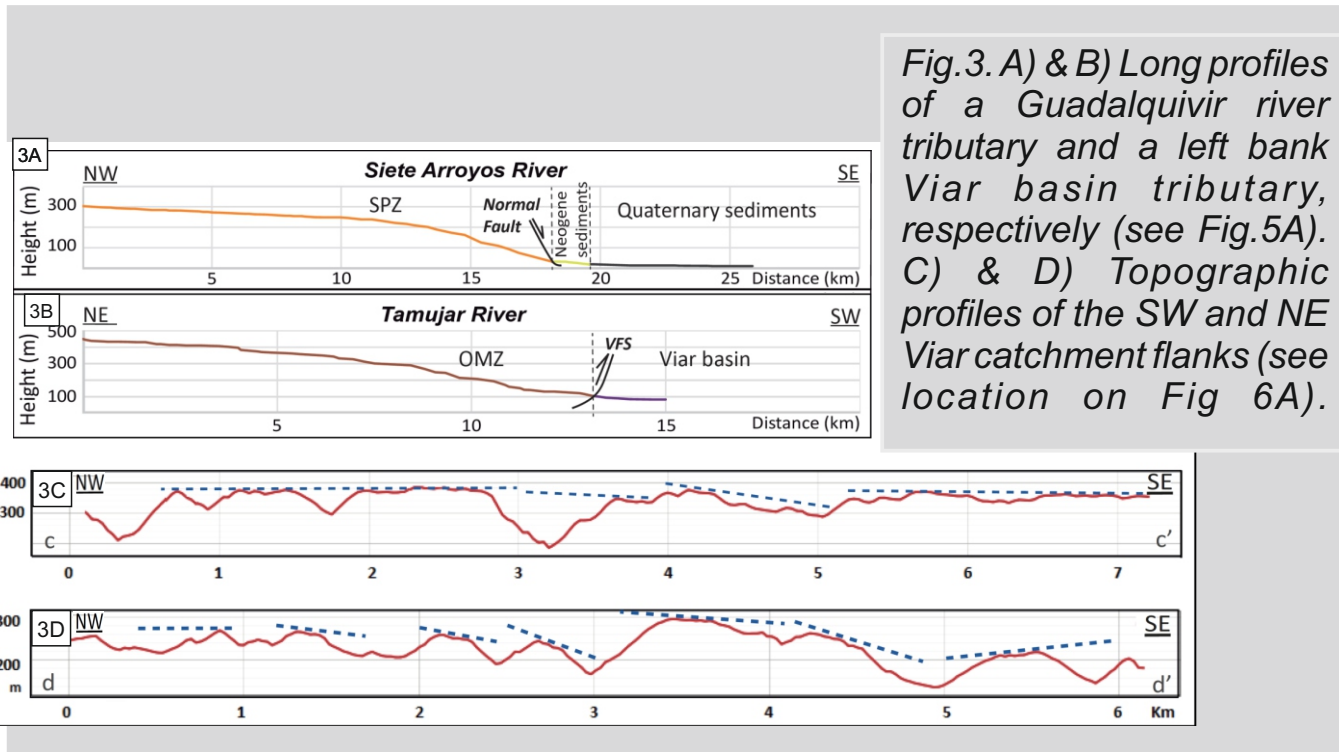 Fig.3. A) & B) Long profiles
of a Guadalquivir river
tributary and a left bank
Viar basin tributary,
respectively (see Fig.5A).
C) & D) Topographic
profiles of the SW and NE
Viar catchment flanks (see
location on Fig 6A).
3A
NW
Siete Arroyos River
SE
Height (m)
300
100
SPZ
Normal
Fault
Neogene
sediments
Quaternary sediments
5
10
15
20
25
Distance (km)
3B
NE
Tamujar River
SW
Height (m)
500
300
100
OMZ
VFS
Viar basin
5
10
15
Distance (km)
400
300
3C
NW
SE
c
c’
0 1 2 3 4 5 6 7
300
200
m
3D
NW
SE
d
d’
0 1 2 3 4 5 6 Km